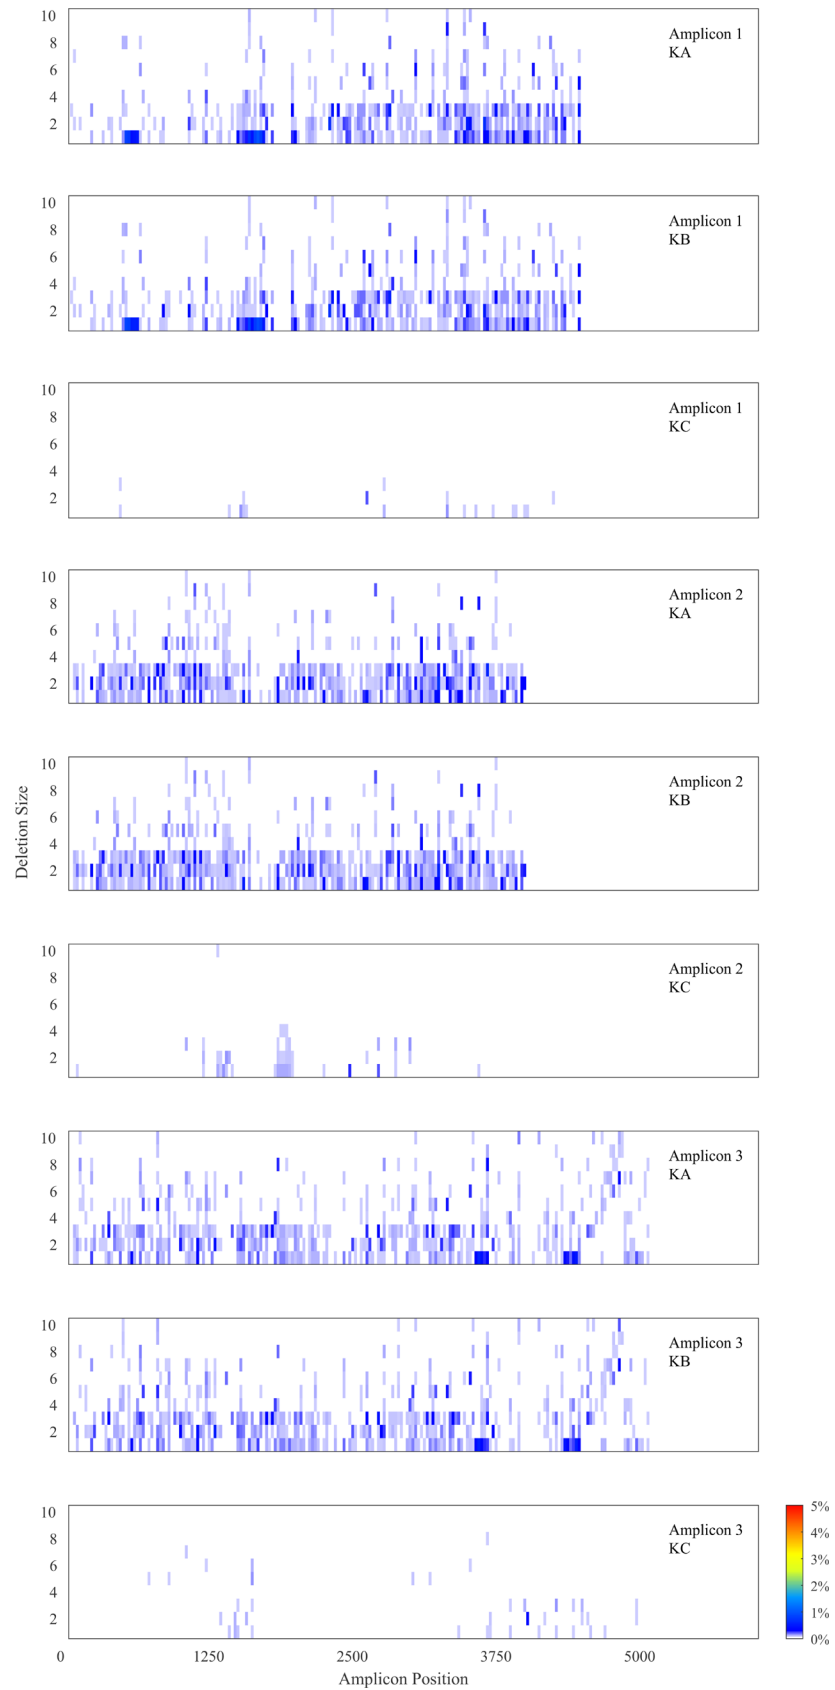 10
8
6
4
2
Amplicon 1
KA
10
8
6
4
2
Amplicon 1
KB
10
8
6
4
2
Amplicon 1
KC
10
8
6
4
2
Amplicon 2
KA
Deletion Size
10
8
6
4
2
Amplicon 2
KB
10
8
6
4
2
Amplicon 2
KC
10
8
6
4
2
Amplicon 3
KA
10
8
6
4
2
Amplicon 3
KB
10
8
6
4
2
Amplicon 3
KC
5%
4%
3%
2%
1%
0%
0 1250 2500 3750 5000
Amplicon Position